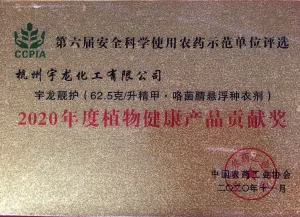 CCPIA
第六届安全科学使用农药示范单位评选
杭州宇龙化工有限公司
宇龙靓护（62.5克/升精甲·咯菌腈悬浮种衣剂）
2020年度植物健康产品贡献奖
中国农药工业协会
二〇二〇年十一月